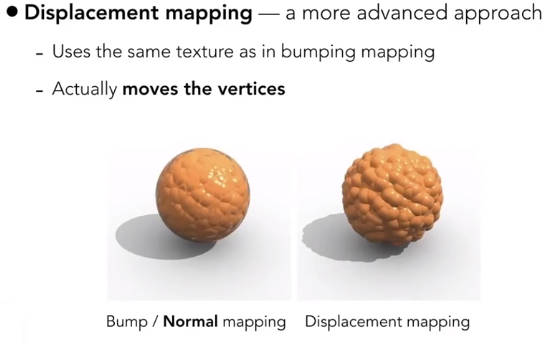 ● Displacement mapping — a more advanced approach
- Uses the same texture as in bumping mapping
- Actually moves the vertices
Bump / Normal mapping Displacement mapping